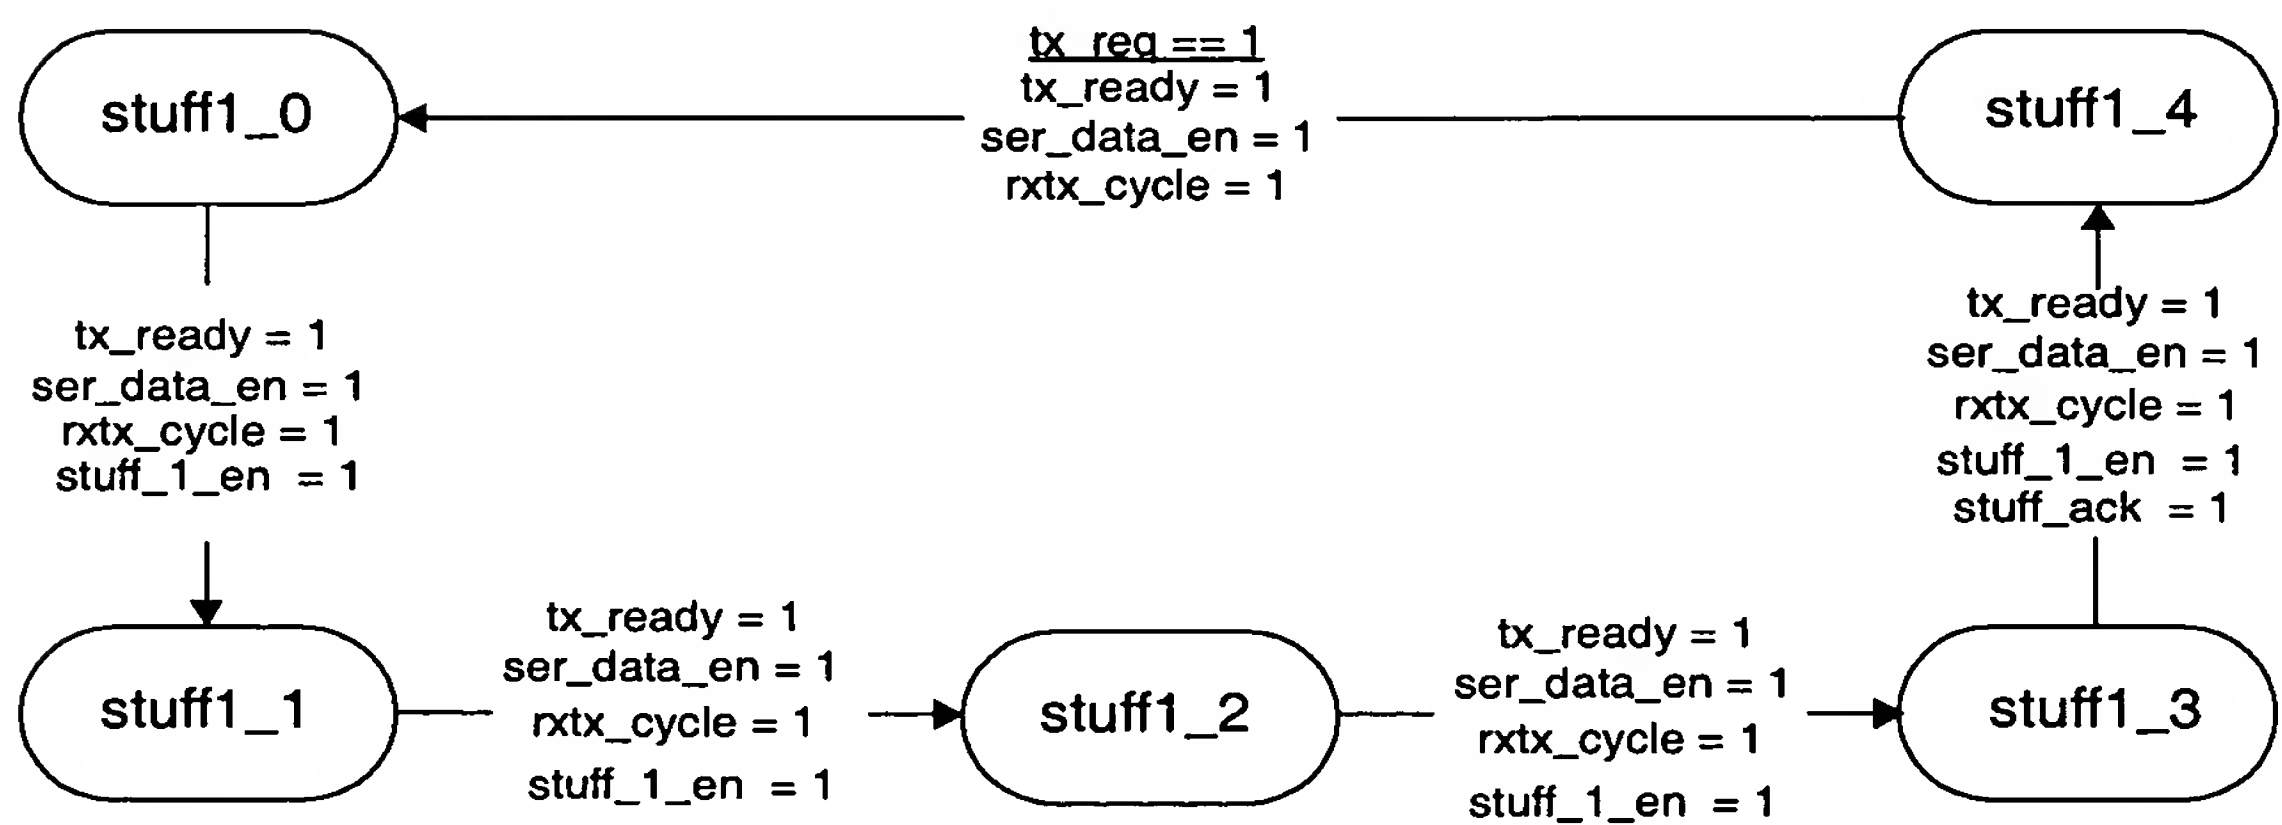 stuff1_0
tx_req == 1
tx_ready = 1
ser_data_en = 1
rxtx_cycle = 1
stuff1_4
tx_ready = 1
ser_data_en = 1
rxtx_cycle = 1
stuff_1_en = 1
tx_ready = 1
ser_data_en = 1
rxtx_cycle = 1
stuff_1_en = 1
stuff_ack = 1
stuff1_1
tx_ready = 1
ser_data_en = 1
rxtx_cycle = 1
stuff_1_en = 1
stuff1_2
tx_ready = 1
ser_data_en = 1
rxtx_cycle = 1
stuff_1_en = 1
stuff1_3